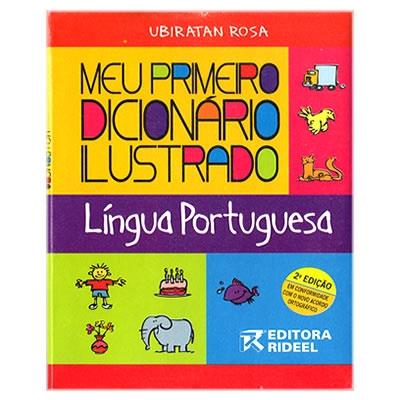 UBIRATAN ROSA
MEU PRIMEIRO
DICIONÁRIO
ILUSTRADO
Língua Portuguesa
2ª EDIÇÃO
EM CONFORMIDADE
COM O NOVO ACORDO
ORTOGRÁFICO
EDITORA
RIDEEL